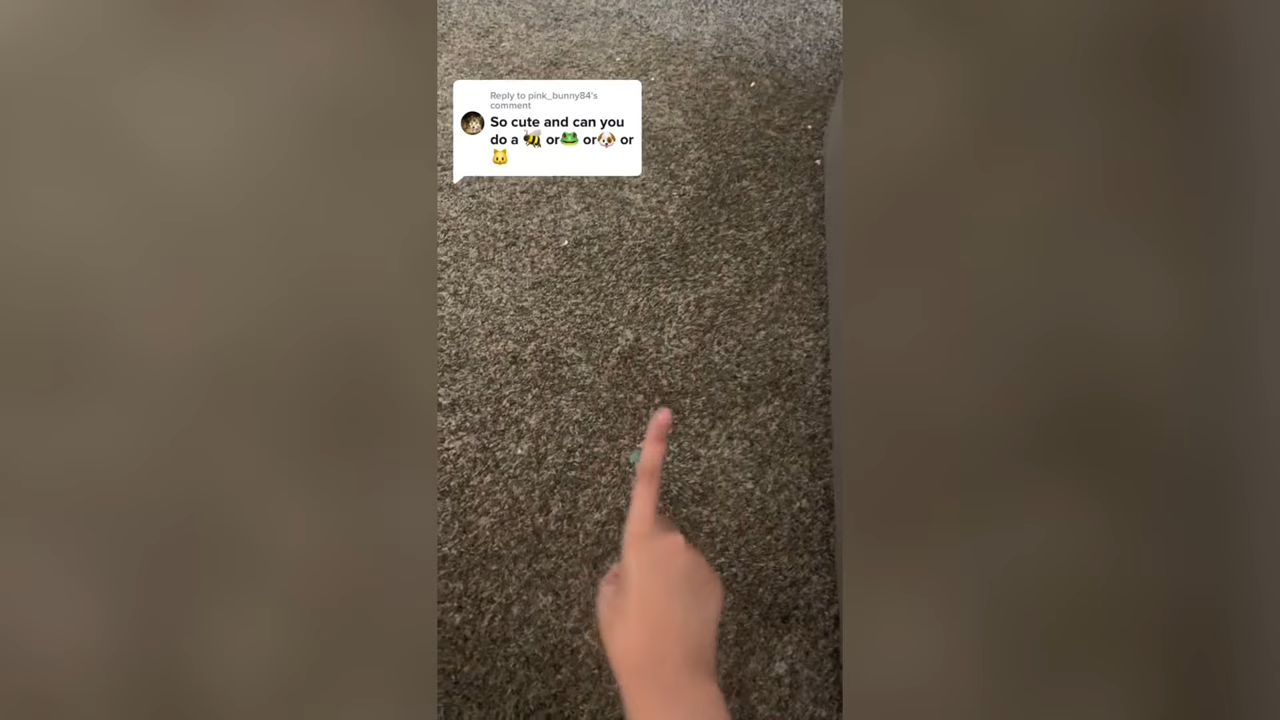 Reply to pink_bunny84's
comment
So cute and can you
do a 🐝 or🐸 or🐶 or
🐱